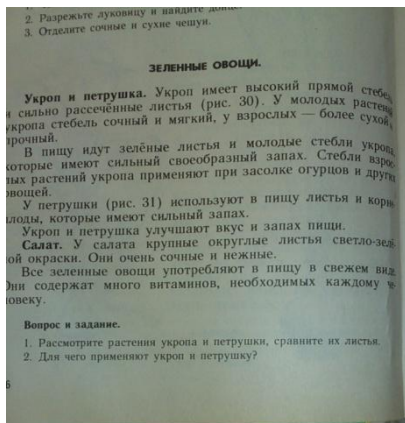 2. Разрежьте луковицу и найдите донце.
3. Отделите сочные и сухие чешуи.
ЗЕЛЕННЫЕ ОВОЩИ.
Укроп и петрушка. Укроп имеет высокий прямой стебель
и сильно рассечённые листья (рис. 30). У молодых растений
укропа стебель сочный и мягкий, у взрослых — более сухой,
прочный.
В пищу идут зелёные листья и молодые стебли укропа,
которые имеют сильный своеобразный запах. Стебли взрос-
лых растений укропа применяют при засолке огурцов и других
овощей.
У петрушки (рис. 31) используют в пищу листья и корне-
плоды, которые имеют сильный запах.
Укроп и петрушка улучшают вкус и запах пищи.
Салат. У салата крупные округлые листья светло-зелё-
ной окраски. Они очень сочные и нежные.
Все зеленные овощи употребляют в пищу в свежем виде.
Они содержат много витаминов, необходимых каждому че-
ловеку.
Вопрос и задание.
1. Рассмотрите растения укропа и петрушки, сравните их листья.
2. Для чего применяют укроп и петрушку?
6